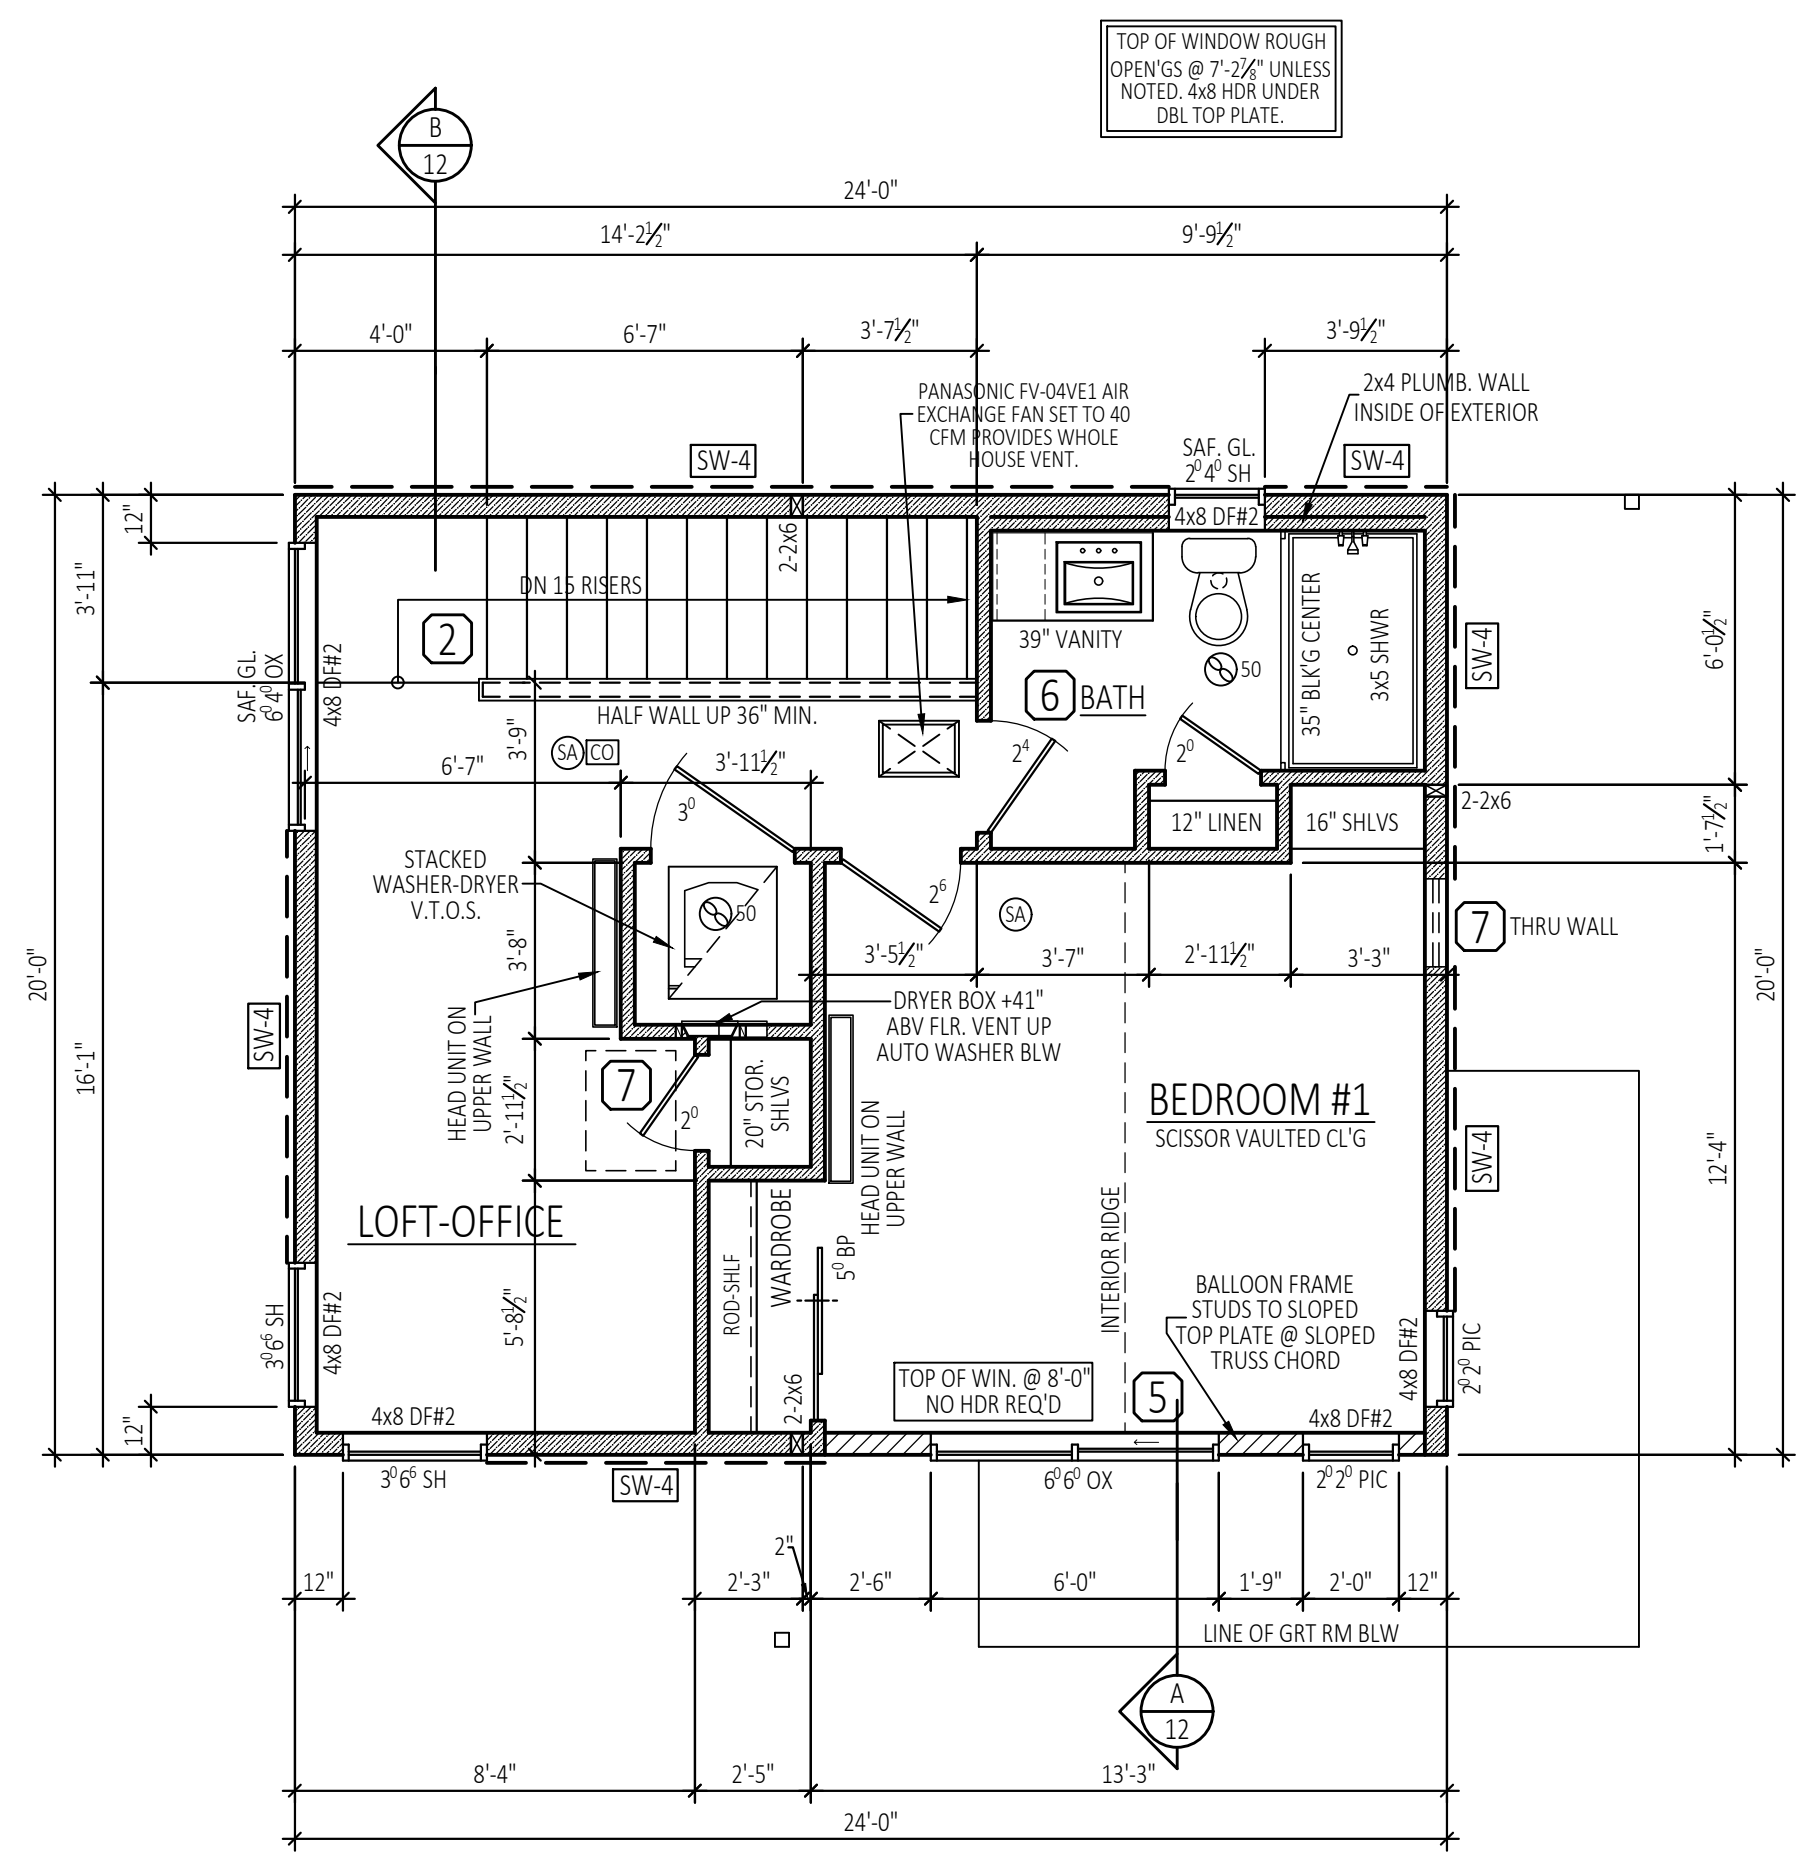 TOP OF WINDOW ROUGH
OPEN'GS @ 7'-2⅞" UNLESS
NOTED. 4x8 HDR UNDER
DBL TOP PLATE.
B
12
24'-0"
14'-2½"
9'-9½"
4'-0"
6'-7"
3'-7½"
3'-9½"
PANASONIC FV-04VE1 AIR
EXCHANGE FAN SET TO 40
CFM PROVIDES WHOLE
HOUSE VENT.
2x4 PLUMB. WALL
INSIDE OF EXTERIOR
SW-4
SAF. GL.
2⁰4⁰ SH
SW-4
12"
3'-11"
4x8 DF#2
2-2x6
DN 15 RISERS
2
39" VANITY
50
35" BLK'G CENTER
3x5 SHWR
SW-4
6'-0½"
SAF. GL.
6⁰4⁰ OX
4x8 DF#2
6
BATH
HALF WALL UP 36" MIN.
3'-9"
SA
CO
6'-7"
3'-11½"
2⁴
2⁰
3⁰
12" LINEN
16" SHLVS
2-2x6
1'-7½"
STACKED
WASHER-DRYER
V.T.O.S.
50
2⁶
SA
7
THRU WALL
3'-8"
3'-5½"
3'-7"
2'-11½"
3'-3"
20'-0"
20'-0"
SW-4
16'-1"
HEAD UNIT ON
UPPER WALL
DRYER BOX +41"
ABV FLR. VENT UP
AUTO WASHER BLW
7
2⁰
20" STOR.
SHLVS
2'-11½"
HEAD UNIT ON
UPPER WALL
BEDROOM #1
SCISSOR VAULTED CL'G
SW-4
12'-4"
LOFT-OFFICE
WARDROBE
ROD-SHLF
5⁰ BP
INTERIOR RIDGE
BALLOON FRAME
STUDS TO SLOPED
TOP PLATE @ SLOPED
TRUSS CHORD
5'-8½"
3⁰6⁶ SH
4x8 DF#2
4x8 DF#2
2⁰2⁰ PIC
TOP OF WIN. @ 8'-0"
NO HDR REQ'D
5
2-2x6
12"
4x8 DF#2
4x8 DF#2
3⁰6⁶ SH
SW-4
6⁰6⁰ OX
2⁰2⁰ PIC
2"
12"
2'-3"
2'-6"
6'-0"
1'-9"
2'-0"
12"
LINE OF GRT RM BLW
A
12
8'-4"
2'-5"
13'-3"
24'-0"